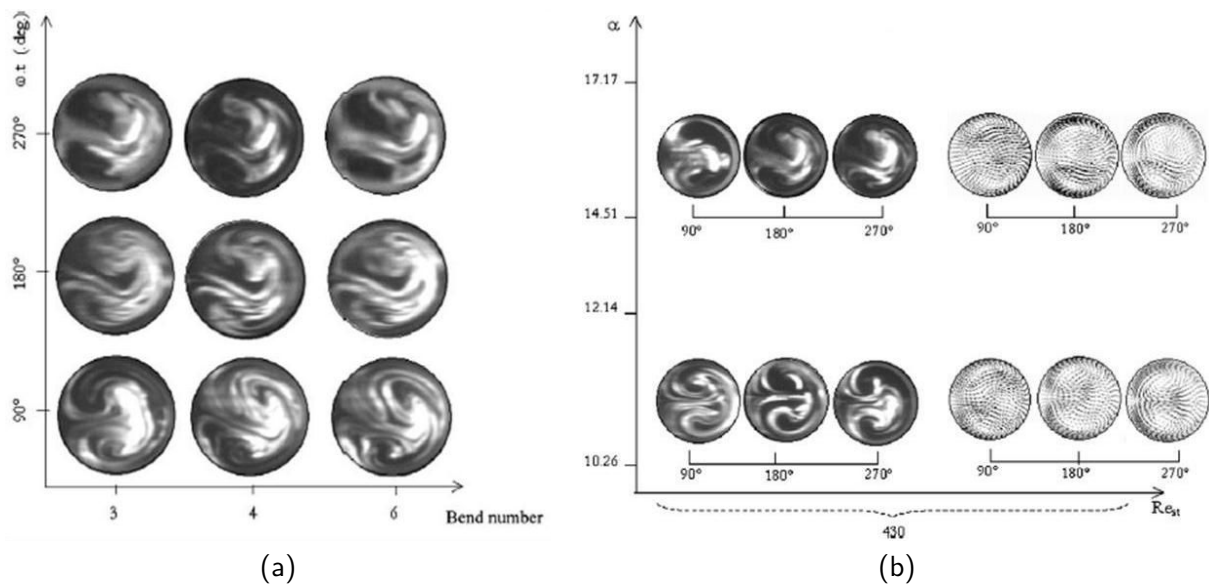 ω.t (.deg.)
270°
180°
90°
3 4 6
Bend number
(a)
α
17.17
14.51
90° 180° 270° 90° 180° 270°
12.14
10.26
90° 180° 270° 90° 180° 270°
Re_st
430
(b)